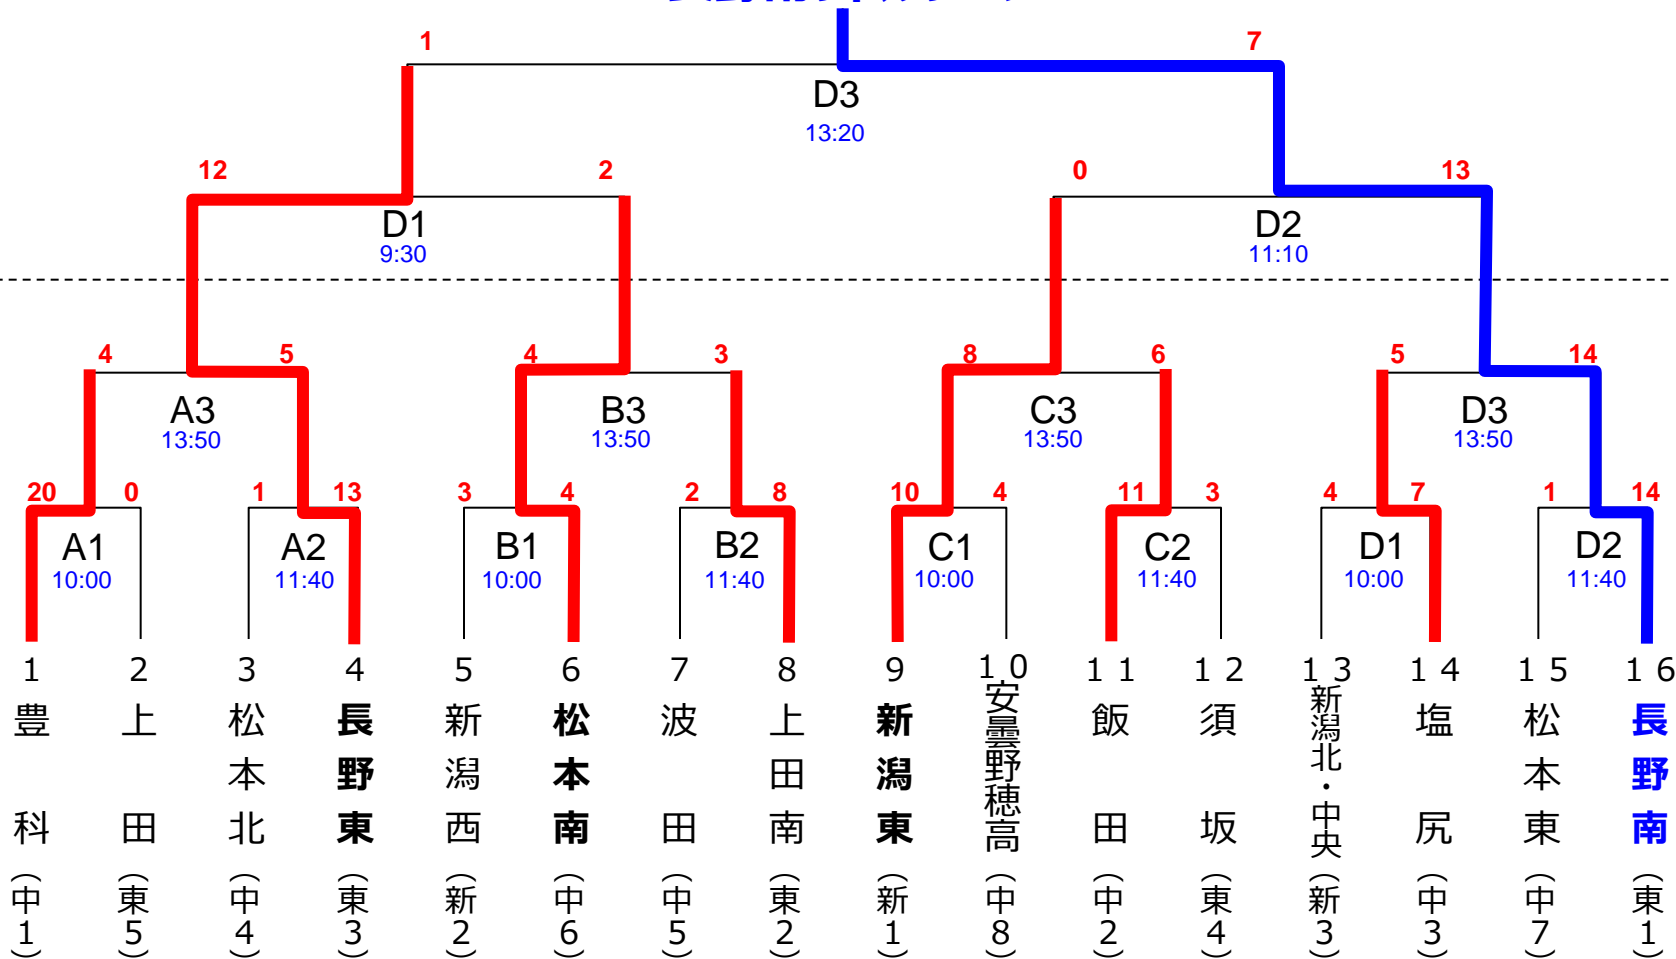 1 7
D3
13:20
12 2 0 13
D1 D2
9:30 11:10
4 5 4 3 8 6 5 14
A3 B3 C3 D3
13:50 13:50 13:50 13:50
20 0 1 13 3 4 2 8 10 4 11 3 4 7 1 14
A1 A2 B1 B2 C1 C2 D1 D2
10:00 11:40 10:00 11:40 10:00 11:40 10:00 11:40
1 2 3 4 5 6 7 8 9 10 11 12 13 14 15 16
豊科(中1)
上田(東5)
松本北(中4)
長野東(東3)
新潟西(新2)
松本南(中6)
波田(中5)
上田南(東2)
新潟東(新1)
安曇野穂高(中8)
飯田(中2)
須坂(東4)
新潟北・中央(新3)
塩尻(中3)
松本東(中7)
長野南(東1)